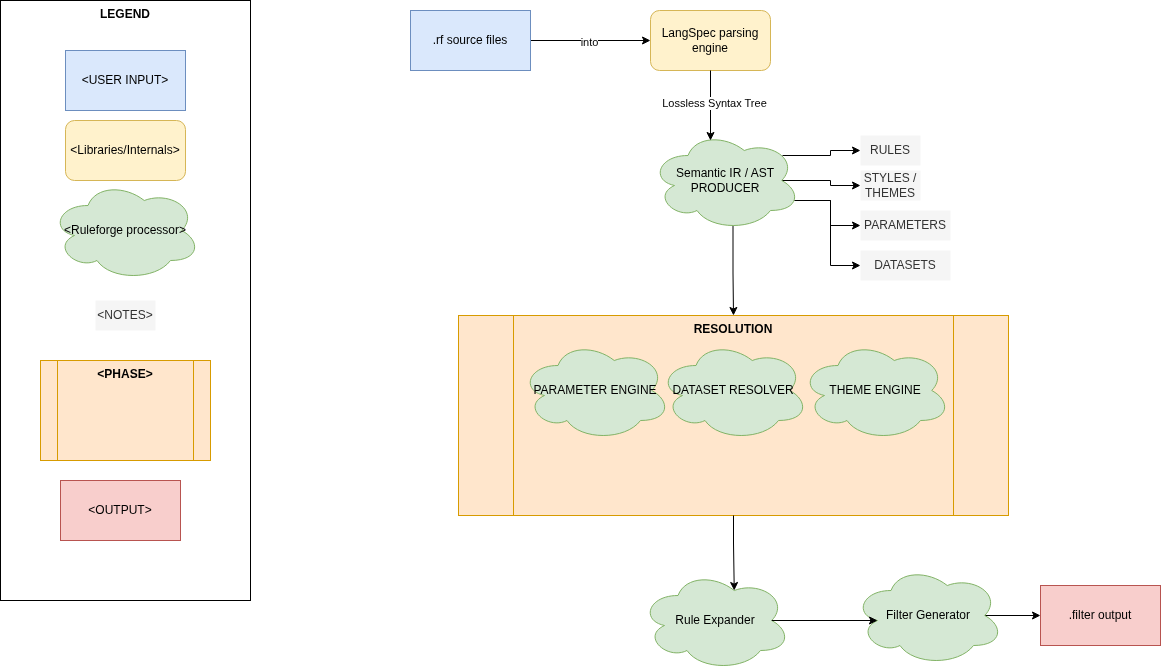 LEGEND
<USER INPUT>
<Libraries/Internals>
<Ruleforge processor>
<NOTES>
<PHASE>
<OUTPUT>
.rf source files
into
LangSpec parsing
engine
Lossless Syntax Tree
Semantic IR / AST
PRODUCER
RULES
STYLES /
THEMES
PARAMETERS
DATASETS
RESOLUTION
PARAMETER ENGINE
DATASET RESOLVER
THEME ENGINE
Rule Expander
Filter Generator
.filter output